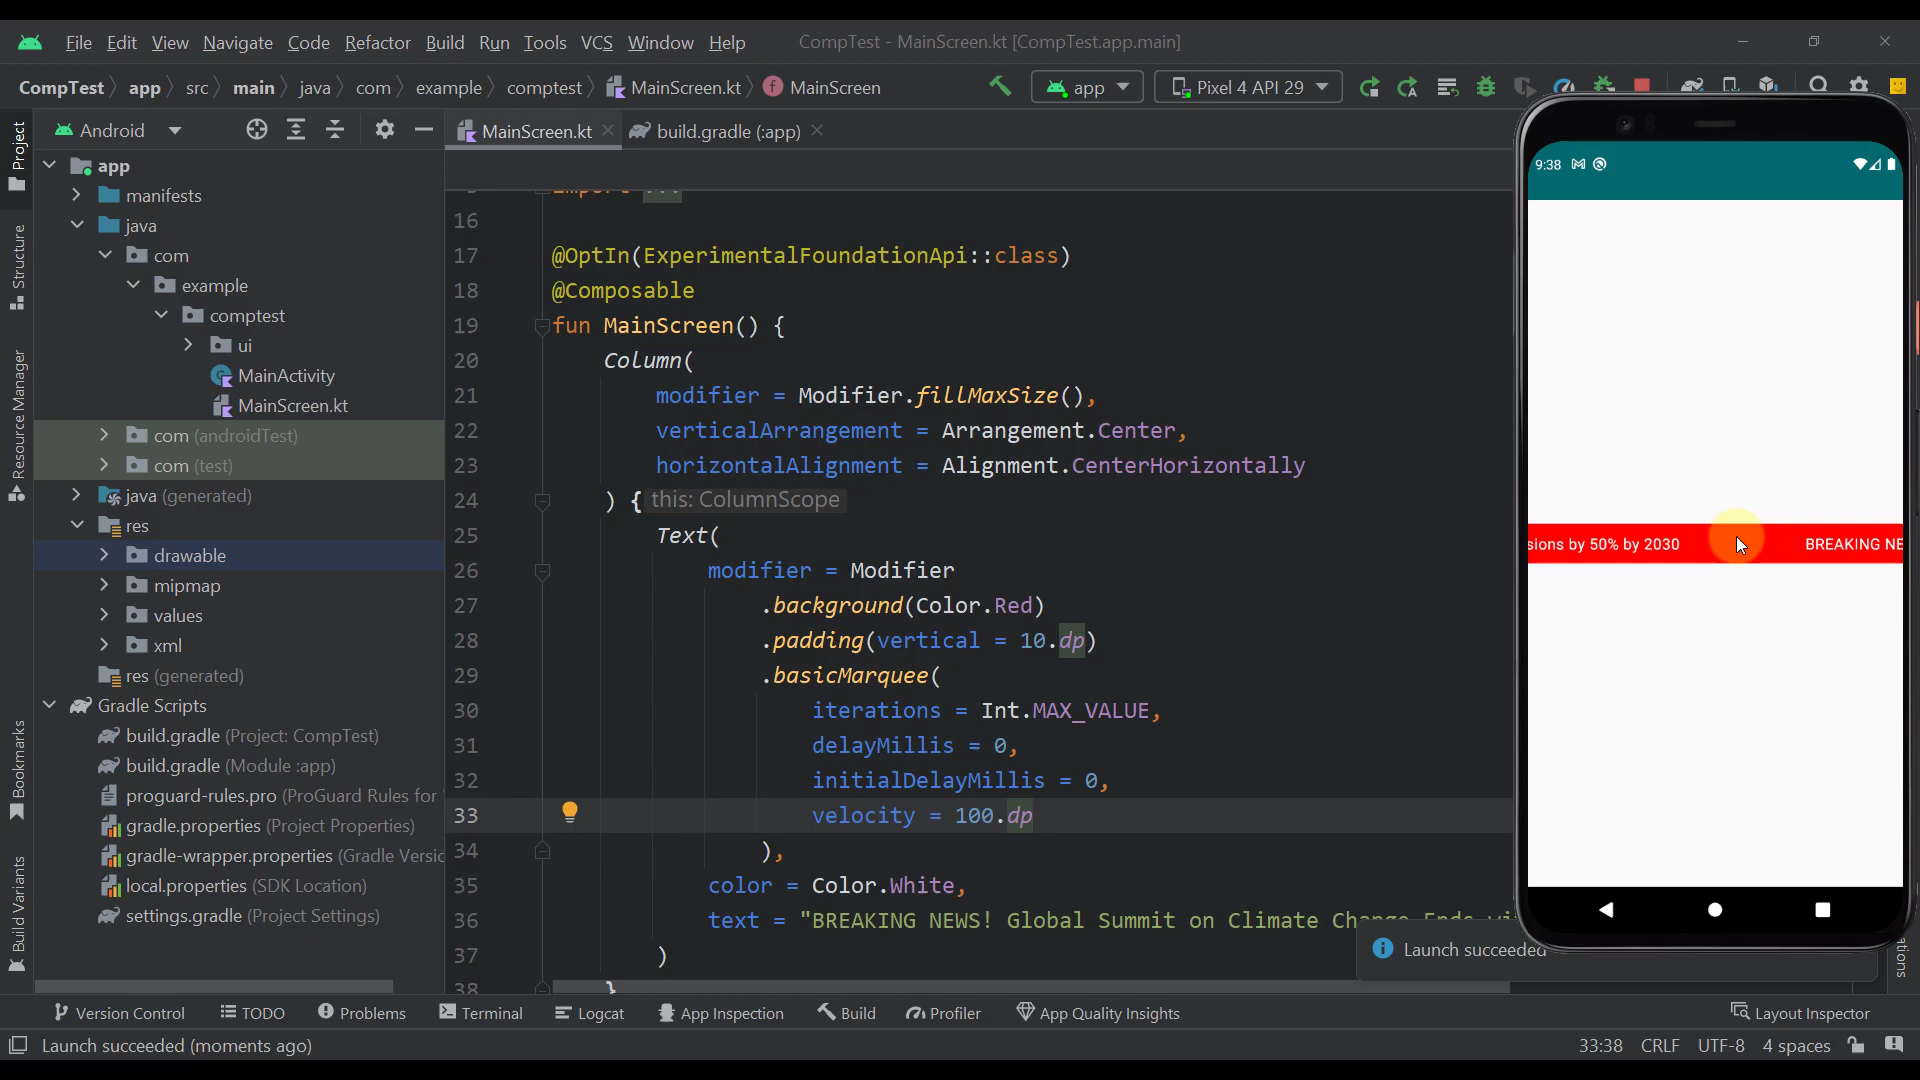 File Edit View Navigate Code Refactor Build Run Tools VCS Window Help CompTest - MainScreen.kt [CompTest.app.main]
CompTest app src main java com example comptest MainScreen.kt MainScreen app Pixel 4 API 29
Project
Structure
Resource Manager
Bookmarks
Build Variants
Android
app
manifests
java
com
example
comptest
ui
MainActivity
MainScreen.kt
com (androidTest)
com (test)
java (generated)
res
drawable
mipmap
values
xml
res (generated)
Gradle Scripts
build.gradle (Project: CompTest)
build.gradle (Module :app)
proguard-rules.pro (ProGuard Rules for
gradle.properties (Project Properties)
gradle-wrapper.properties (Gradle Versic
local.properties (SDK Location)
settings.gradle (Project Settings)
MainScreen.kt build.gradle (:app)
import ...
16
17 @OptIn(ExperimentalFoundationApi::class)
18 @Composable
19 fun MainScreen() {
20 Column(
21 modifier = Modifier.fillMaxSize(),
22 verticalArrangement = Arrangement.Center,
23 horizontalAlignment = Alignment.CenterHorizontally
24 ) { this: ColumnScope
25 Text(
26 modifier = Modifier
27 .background(Color.Red)
28 .padding(vertical = 10.dp)
29 .basicMarquee(
30 iterations = Int.MAX_VALUE,
31 delayMillis = 0,
32 initialDelayMillis = 0,
33 velocity = 100.dp
34 ),
35 color = Color.White,
36 text = "BREAKING NEWS! Global Summit on Climate Change Ends wi
37 )
38 }
9:38
sions by 50% by 2030 BREAKING NE
Launch succeeded
ations
Version Control TODO Problems Terminal Logcat App Inspection Build Profiler App Quality Insights Layout Inspector
Launch succeeded (moments ago) 33:38 CRLF UTF-8 4 spaces